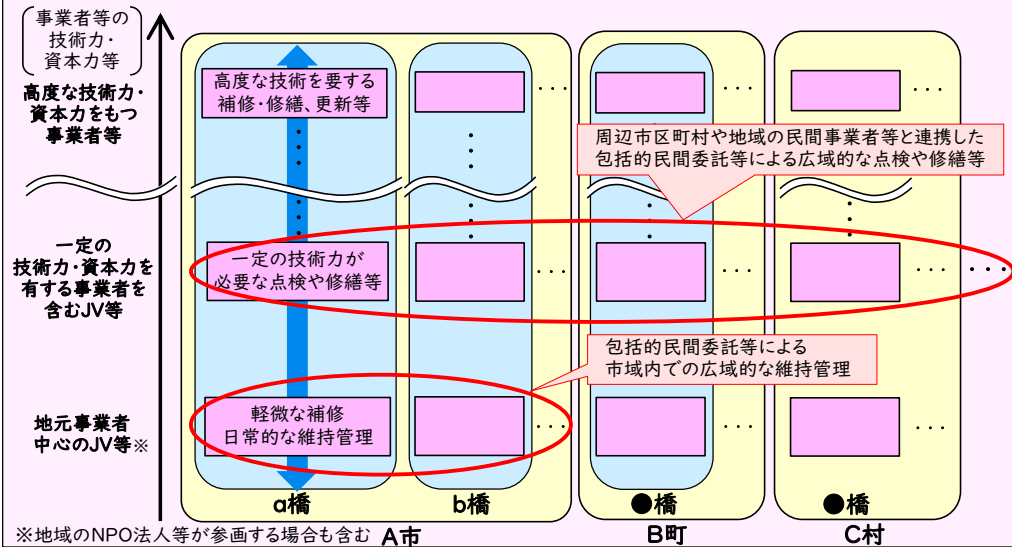 事業者等の
技術力・
資本力等
高度な技術力・
資本力をもつ
事業者等
高度な技術を要する
補修・修繕、更新等
・・・
・・・
・・・
・・・
周辺市区町村や地域の民間事業者等と連携した
包括的民間委託等による広域的な点検や修繕等
一定の
技術力・資本力を
有する事業者を
含むJV等
一定の技術力が
必要な点検や修繕等
・・・
・・・
・・・
・・・
包括的民間委託等による
市域内での広域的な維持管理
地元事業者
中心のJV等※
軽微な補修
日常的な維持管理
・・・
・・・
・・・
a橋
b橋
●橋
●橋
※地域のNPO法人等が参画する場合も含む
A市
B町
C村